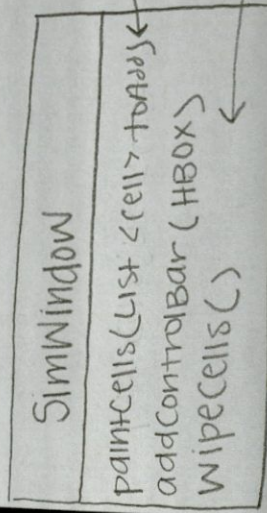 SimWindow
paintCells(List <Cell> toAdd)
addControlBar(HBOX)
wipeCells()